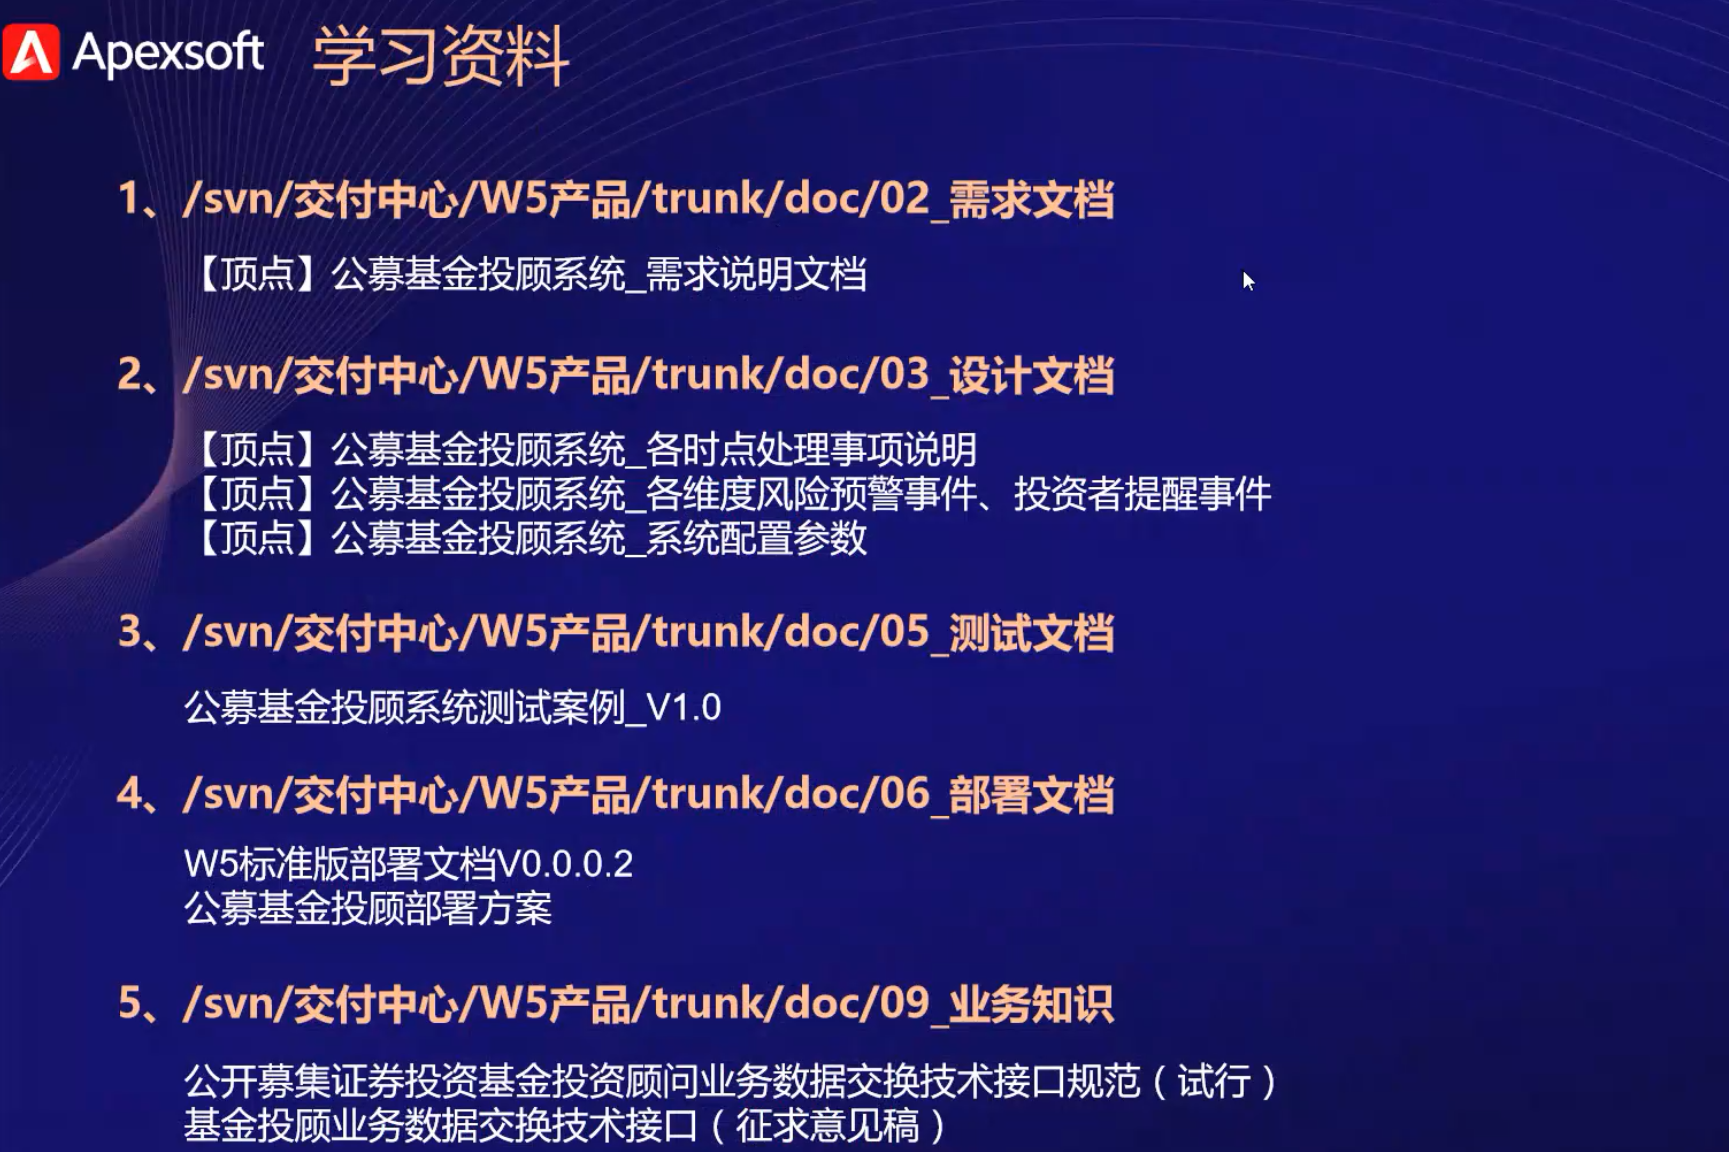 Apexsoft 学习资料
1、/svn/交付中心/W5产品/trunk/doc/02_需求文档
【顶点】公募基金投顾系统_需求说明文档
2、/svn/交付中心/W5产品/trunk/doc/03_设计文档
【顶点】公募基金投顾系统_各时点处理事项说明
【顶点】公募基金投顾系统_各维度风险预警事件、投资者提醒事件
【顶点】公募基金投顾系统_系统配置参数
3、/svn/交付中心/W5产品/trunk/doc/05_测试文档
公募基金投顾系统测试案例_V1.0
4、/svn/交付中心/W5产品/trunk/doc/06_部署文档
W5标准版部署文档V0.0.0.2
公募基金投顾部署方案
5、/svn/交付中心/W5产品/trunk/doc/09_业务知识
公开募集证券投资基金投资顾问业务数据交换技术接口规范（试行）
基金投顾业务数据交换技术接口（征求意见稿）